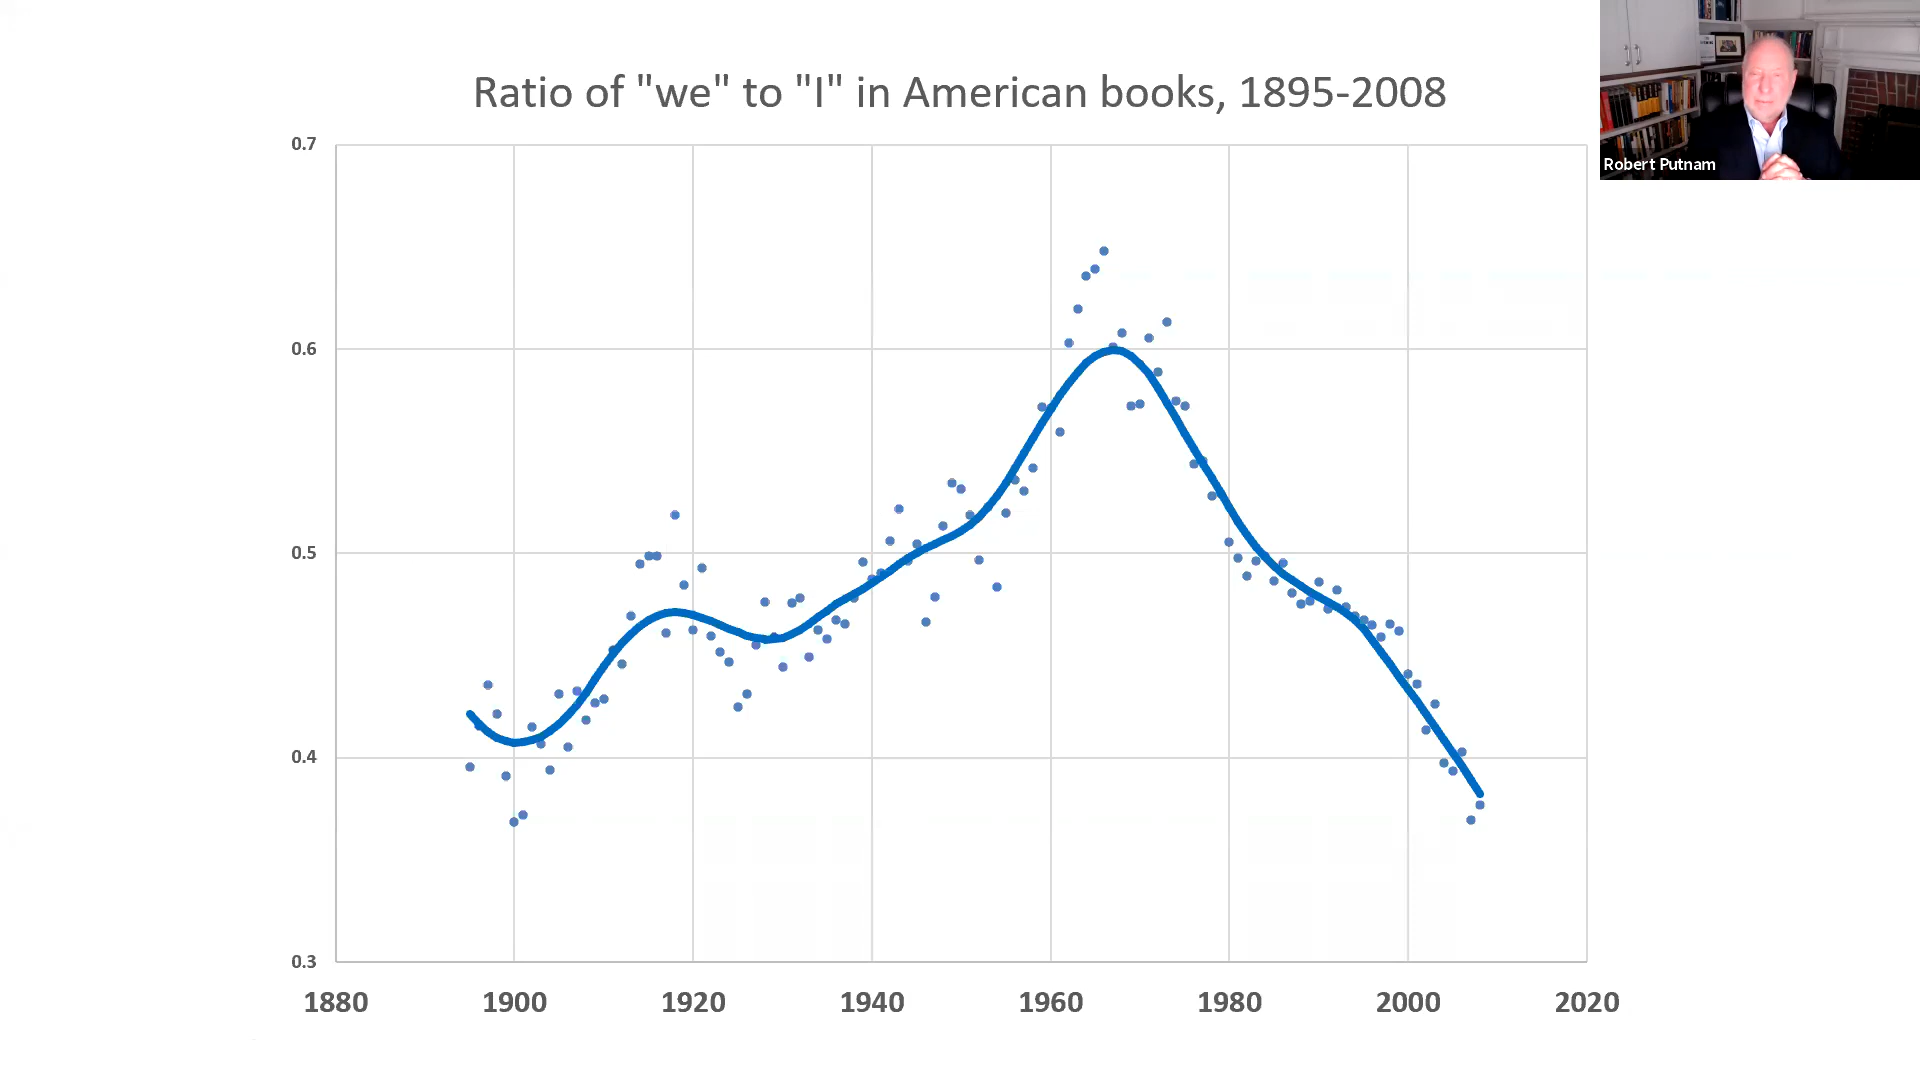 Ratio of "we" to "I" in American books, 1895-2008
Robert Putnam
0.7
0.6
0.5
0.4
0.3
1880 1900 1920 1940 1960 1980 2000 2020